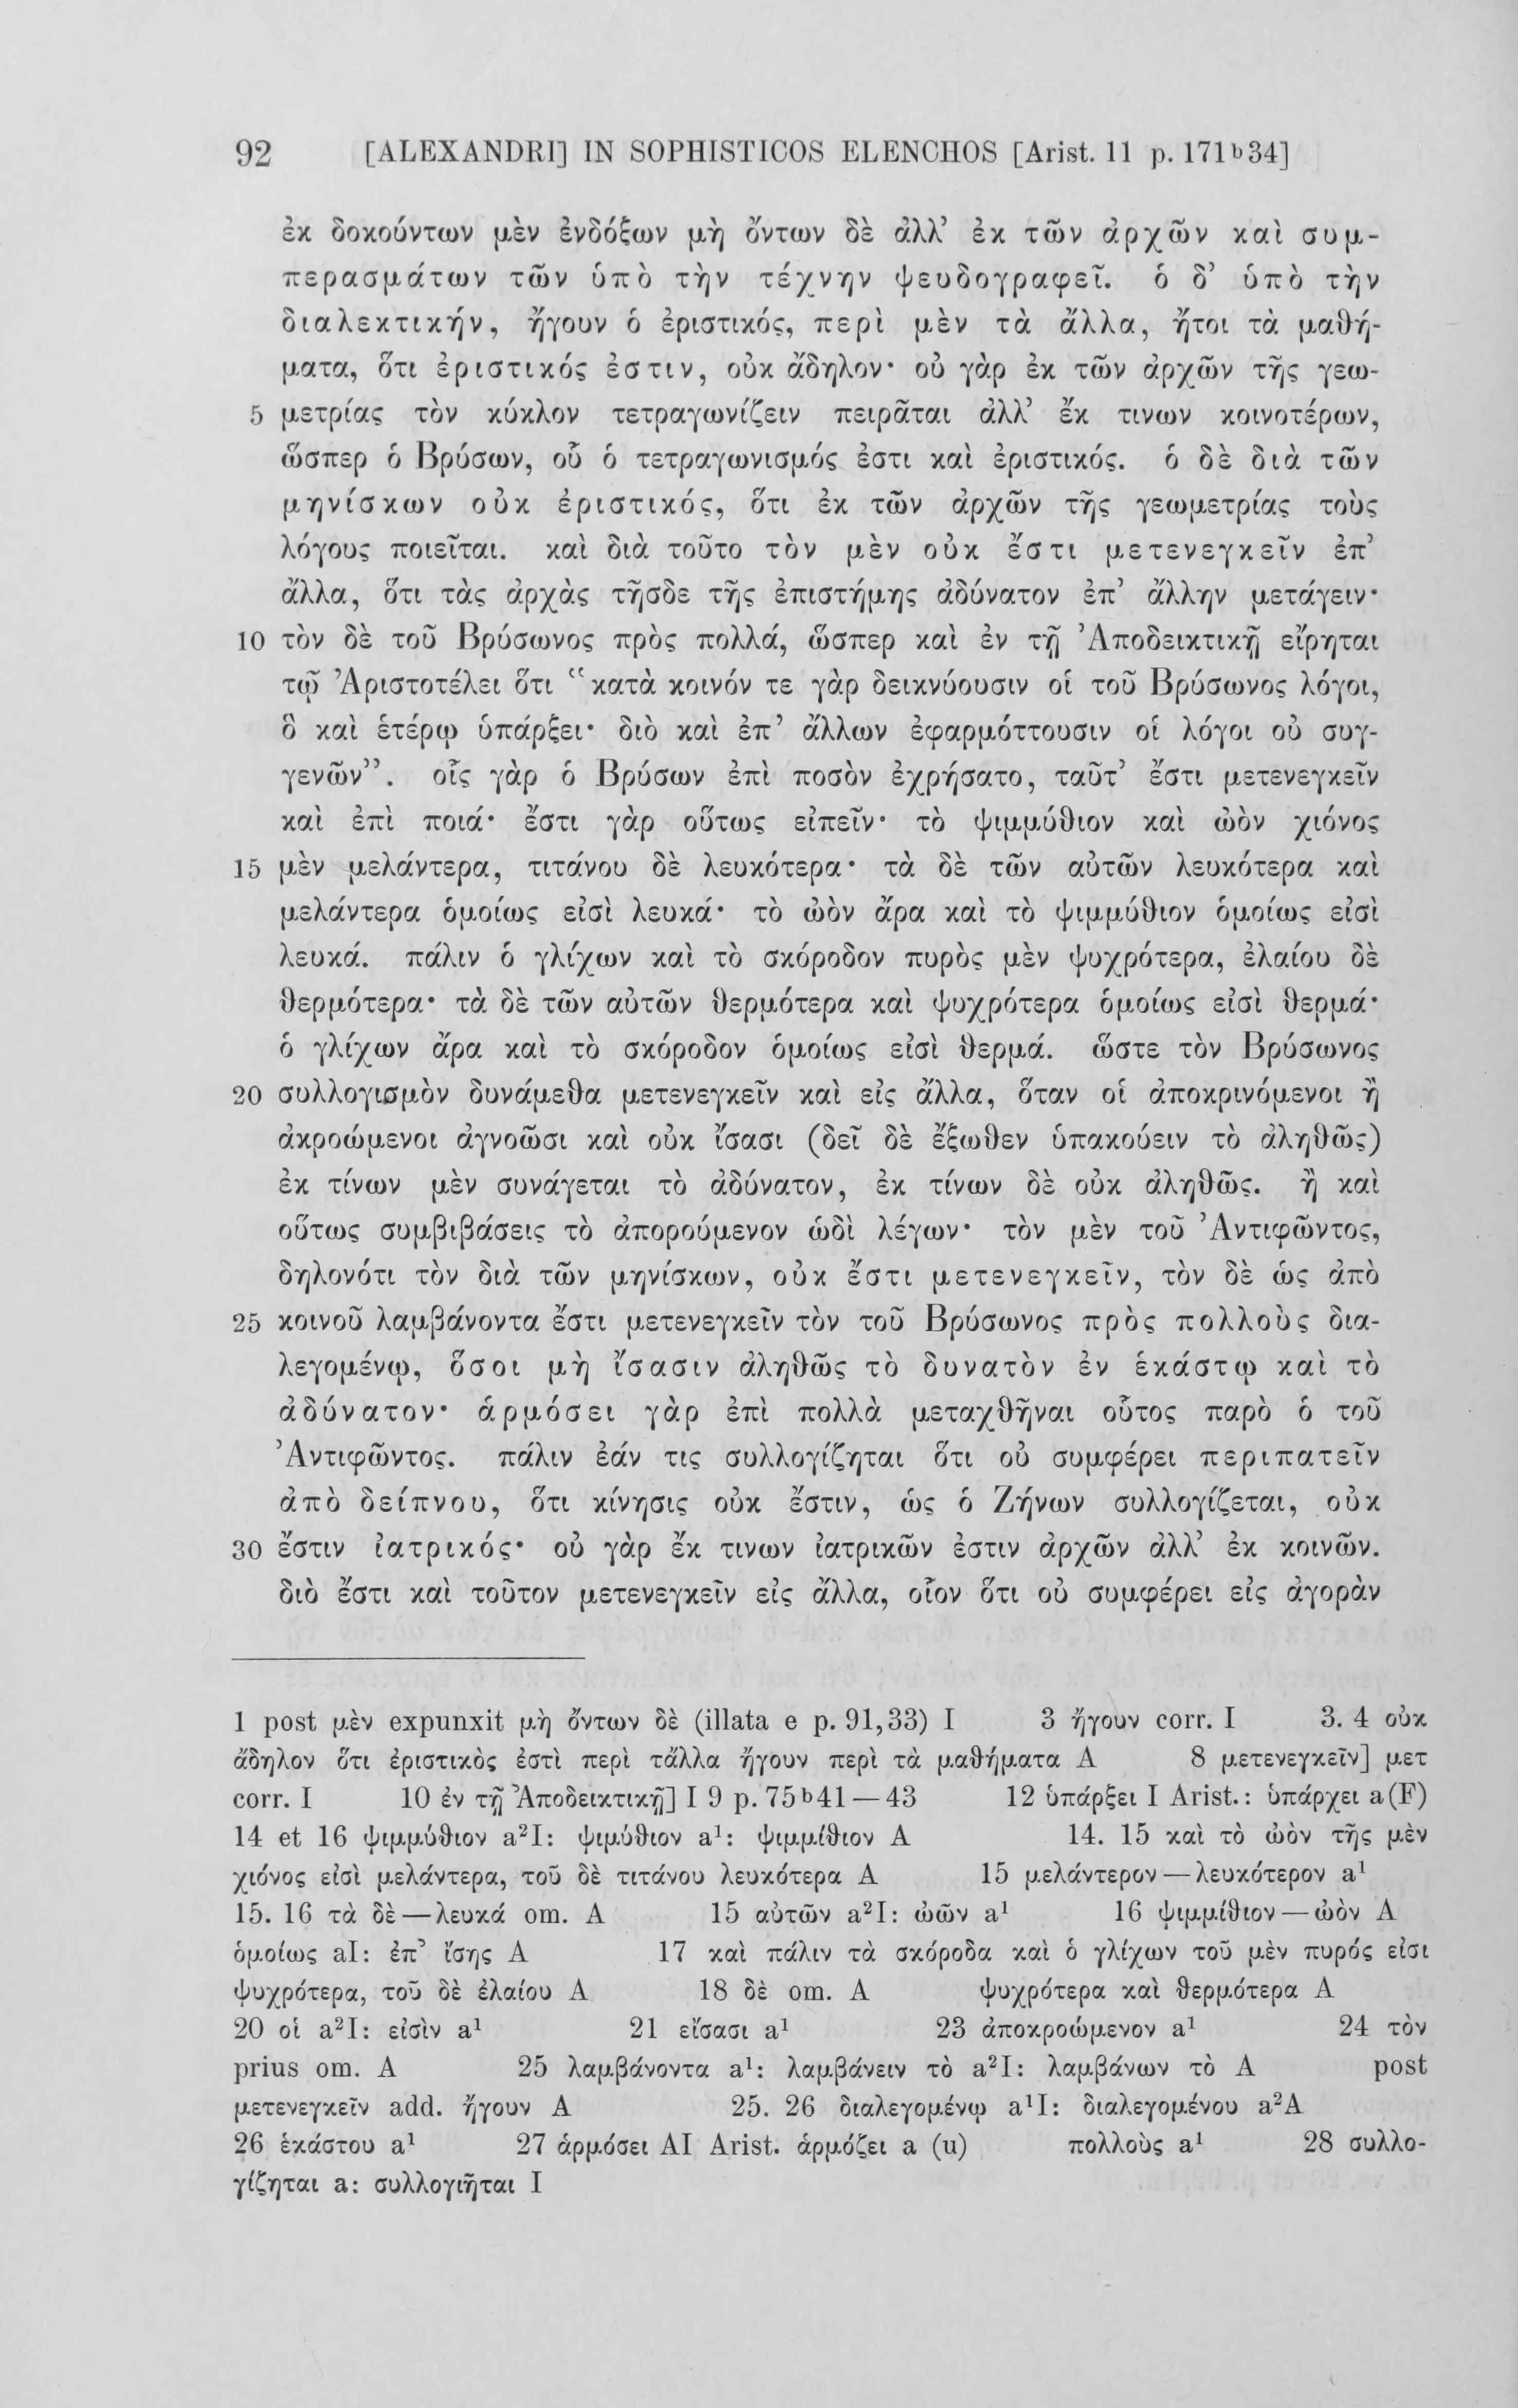 92 [ALEXANDRI] IN SOPHISTICOS ELENCHOS [Arist. 11 p. 171ᵇ34]
ἐκ δοκούντων μὲν ἐνδόξων μὴ ὄντων δὲ ἀλλ’ ἐκ τῶν ἀρχῶν καὶ συμ-
περασμάτων τῶν ὑπὸ τὴν τέχνην ψευδογραφεῖ. ὁ δ’ ὑπὸ τὴν
διαλεκτικήν, ἤγουν ὁ ἐριστικός, περὶ μὲν τὰ ἄλλα, ἤτοι τὰ μαθή-
ματα, ὅτι ἐριστικός ἐστιν, οὐκ ἄδηλον· οὐ γὰρ ἐκ τῶν ἀρχῶν τῆς γεω-
5 μετρίας τὸν κύκλον τετραγωνίζειν πειρᾶται ἀλλ’ ἔκ τινων κοινοτέρων,
ὥσπερ ὁ Βρύσων, οὗ ὁ τετραγωνισμός ἐστι καὶ ἐριστικός. ὁ δὲ διὰ τῶν
μηνίσκων οὐκ ἐριστικός, ὅτι ἐκ τῶν ἀρχῶν τῆς γεωμετρίας τοὺς
λόγους ποιεῖται. καὶ διὰ τοῦτο τὸν μὲν οὐκ ἔστι μετενεγκεῖν ἐπ’
ἄλλα, ὅτι τὰς ἀρχὰς τῆσδε τῆς ἐπιστήμης ἀδύνατον ἐπ’ ἄλλην μετάγειν·
10 τὸν δὲ τοῦ Βρύσωνος πρὸς πολλά, ὥσπερ καὶ ἐν τῇ Ἀποδεικτικῇ εἴρηται
τῷ Ἀριστοτέλει ὅτι “κατὰ κοινόν τε γὰρ δεικνύουσιν οἱ τοῦ Βρύσωνος λόγοι,
ὃ καὶ ἑτέρῳ ὑπάρξει· διὸ καὶ ἐπ’ ἄλλων ἐφαρμόττουσιν οἱ λόγοι οὐ συγ-
γενῶν”. οἷς γὰρ ὁ Βρύσων ἐπὶ ποσὸν ἐχρήσατο, ταῦτ’ ἔστι μετενεγκεῖν
καὶ ἐπὶ ποιά· ἔστι γὰρ οὕτως εἰπεῖν· τὸ ψιμμύθιον καὶ ὠὸν χιόνος
15 μὲν μελάντερα, τιτάνου δὲ λευκότερα· τὰ δὲ τῶν αὐτῶν λευκότερα καὶ
μελάντερα ὁμοίως εἰσὶ λευκά· τὸ ὠὸν ἄρα καὶ τὸ ψιμμύθιον ὁμοίως εἰσὶ
λευκά. πάλιν ὁ γλίχων καὶ τὸ σκόροδον πυρὸς μὲν ψυχρότερα, ἐλαίου δὲ
θερμότερα· τὰ δὲ τῶν αὐτῶν θερμότερα καὶ ψυχρότερα ὁμοίως εἰσὶ θερμά·
ὁ γλίχων ἄρα καὶ τὸ σκόροδον ὁμοίως εἰσὶ θερμά. ὥστε τὸν Βρύσωνος
20 συλλογισμὸν δυνάμεθα μετενεγκεῖν καὶ εἰς ἄλλα, ὅταν οἱ ἀποκρινόμενοι ἢ
ἀκροώμενοι ἀγνοῶσι καὶ οὐκ ἴσασι (δεῖ δὲ ἔξωθεν ὑπακούειν τὸ ἀληθῶς)
ἐκ τίνων μὲν συνάγεται τὸ ἀδύνατον, ἐκ τίνων δὲ οὐκ ἀληθῶς. ἢ καὶ
οὕτως συμβιβάσεις τὸ ἀπορούμενον ὡδὶ λέγων· τὸν μὲν τοῦ Ἀντιφῶντος,
δηλονότι τὸν διὰ τῶν μηνίσκων, οὐκ ἔστι μετενεγκεῖν, τὸν δὲ ὡς ἀπὸ
25 κοινοῦ λαμβάνοντα ἔστι μετενεγκεῖν τὸν τοῦ Βρύσωνος πρὸς πολλοὺς δια-
λεγομένῳ, ὅσοι μὴ ἴσασιν ἀληθῶς τὸ δυνατὸν ἐν ἑκάστῳ καὶ τὸ
ἀδύνατον· ἁρμόσει γὰρ ἐπὶ πολλὰ μεταχθῆναι οὗτος παρὸ ὁ τοῦ
Ἀντιφῶντος. πάλιν ἐάν τις συλλογίζηται ὅτι οὐ συμφέρει περιπατεῖν
ἀπὸ δείπνου, ὅτι κίνησις οὐκ ἔστιν, ὡς ὁ Ζήνων συλλογίζεται, οὐκ
30 ἔστιν ἰατρικός· οὐ γὰρ ἔκ τινων ἰατρικῶν ἐστιν ἀρχῶν ἀλλ’ ἐκ κοινῶν.
διὸ ἔστι καὶ τοῦτον μετενεγκεῖν εἰς ἄλλα, οἷον ὅτι οὐ συμφέρει εἰς ἀγορὰν
1 post μὲν expunxit μὴ ὄντων δὲ (illata e p. 91,33) I 3 ἤγουν corr. I 3. 4 οὐκ
ἄδηλον ὅτι ἐριστικὸς ἐστὶ περὶ τἄλλα ἤγουν περὶ τὰ μαθήματα A 8 μετενεγκεῖν] μετ
corr. I 10 ἐν τῇ Ἀποδεικτικῇ] I 9 p. 75ᵇ41 — 43 12 ὑπάρξει I Arist.: ὑπάρχει a(F)
14 et 16 ψιμμύθιον a²I: ψιμύθιον a¹: ψιμμίθιον A 14. 15 καὶ τὸ ὠὸν τῆς μὲν
χιόνος εἰσὶ μελάντερα, τοῦ δὲ τιτάνου λευκότερα A 15 μελάντερον — λευκότερον a¹
15. 16 τὰ δὲ — λευκά om. A 15 αὐτῶν a²I: ὠῶν a¹ 16 ψιμμίθιον — ὠὸν A
ὁμοίως aI: ἐπ’ ἴσης A 17 καὶ πάλιν τὰ σκόροδα καὶ ὁ γλίχων τοῦ μὲν πυρός εἰσι
ψυχρότερα, τοῦ δὲ ἐλαίου A 18 δὲ om. A ψυχρότερα καὶ θερμότερα A
20 οἱ a²I: εἰσὶν a¹ 21 εἴσασι a¹ 23 ἀποκροώμενον a¹ 24 τὸν
prius om. A 25 λαμβάνοντα a¹: λαμβάνειν τὸ a²I: λαμβάνων τὸ A post
μετενεγκεῖν add. ἤγουν A 25. 26 διαλεγομένῳ a¹I: διαλεγομένου a²A
26 ἑκάστου a¹ 27 ἁρμόσει AI Arist. ἁρμόζει a (u) πολλοὺς a¹ 28 συλλο-
γίζηται a: συλλογιῆται I